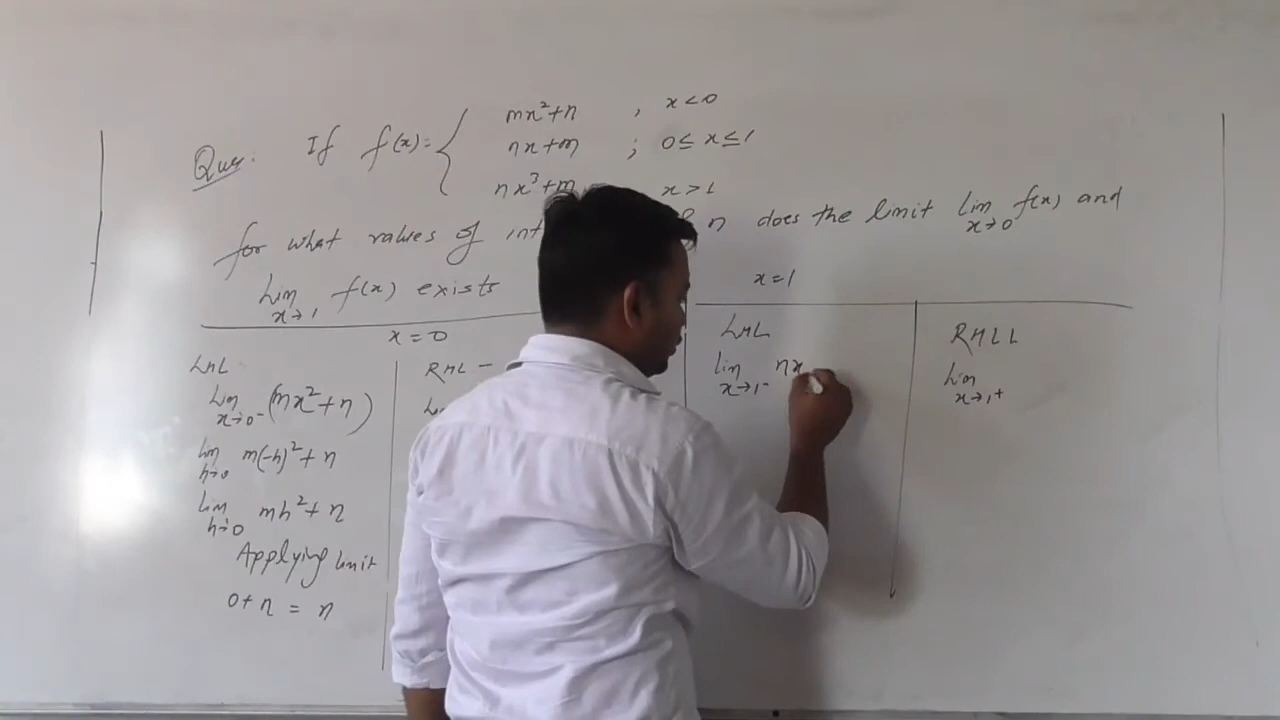 Ques. If f(x) = { mx²+n , x<0
nx+m ; 0≤x≤1
nx³+m x>1
for what values of n does the limit lim x→0 f(x) and
Lim x→1 f(x) exists
x=0
x=1
LHL
Lim x→0⁻ (mx²+n)
lim h→0 m(-h)²+n
lim h→0 mh²+n
Applying limit
0+n = n
RHL –
LHL
lim x→1⁻ nx
RHLL
Lim x→1⁺